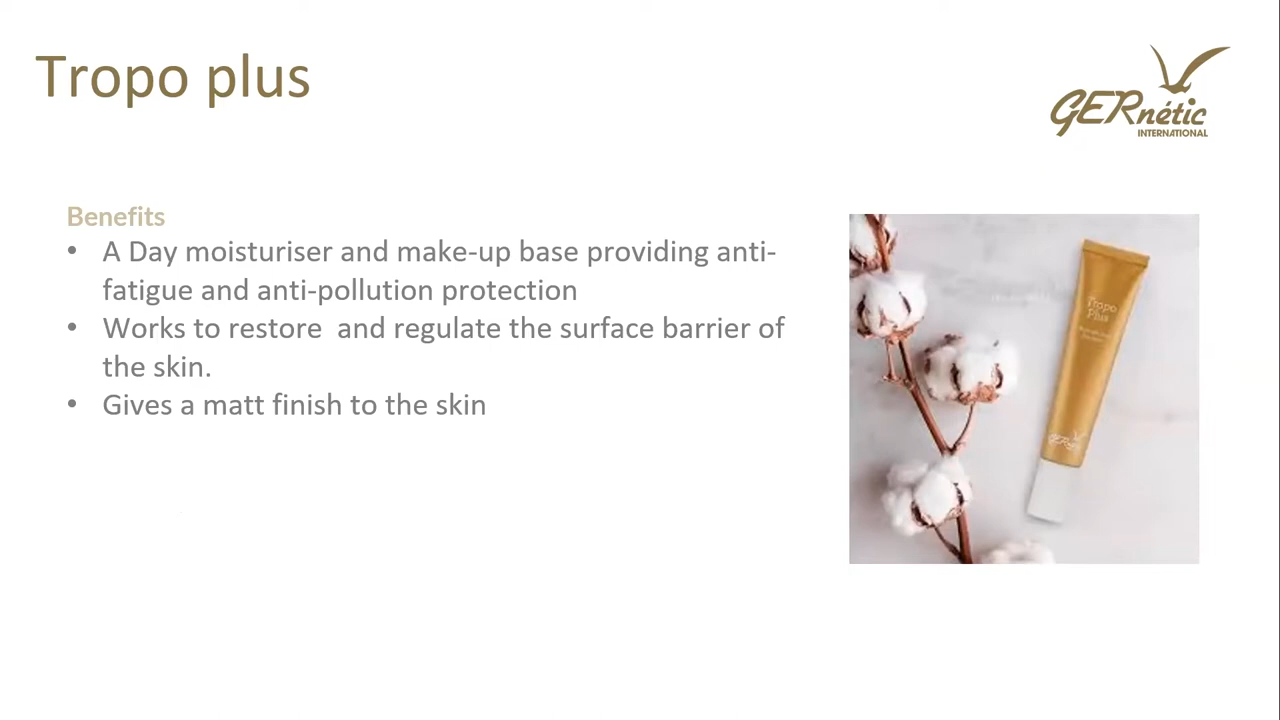 Tropo plus
GERnétic
INTERNATIONAL
Benefits
• A Day moisturiser and make-up base providing anti-
fatigue and anti-pollution protection
• Works to restore  and regulate the surface barrier of
the skin.
• Gives a matt finish to the skin
Tropo
Plus
GERnétic